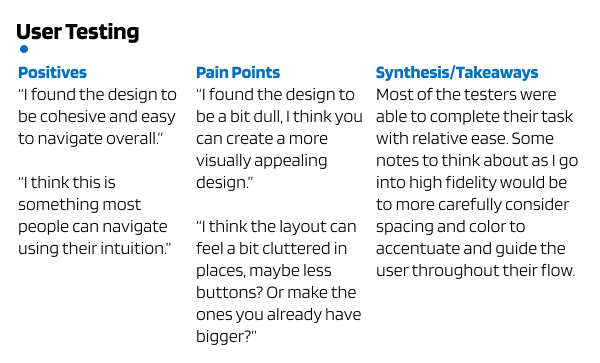 User Testing
Positives
“I found the design to
be cohesive and easy
to navigate overall.”
“I think this is
something most
people can navigate
using their intuition.”
Pain Points
“I found the design to
be a bit dull, I think you
can create a more
visually appealing
design.”
“I think the layout can
feel a bit cluttered in
places, maybe less
buttons? Or make the
ones you already have
bigger?”
Synthesis/Takeaways
Most of the testers were
able to complete their task
with relative ease. Some
notes to think about as I go
into high fidelity would be
to more carefully consider
spacing and color to
accentuate and guide the
user throughout their flow.